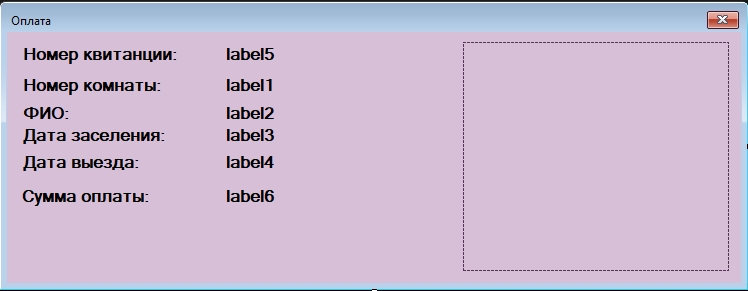 Оплата
Номер квитанции: label5
Номер комнаты: label1
ФИО: label2
Дата заселения: label3
Дата выезда: label4
Сумма оплаты: label6